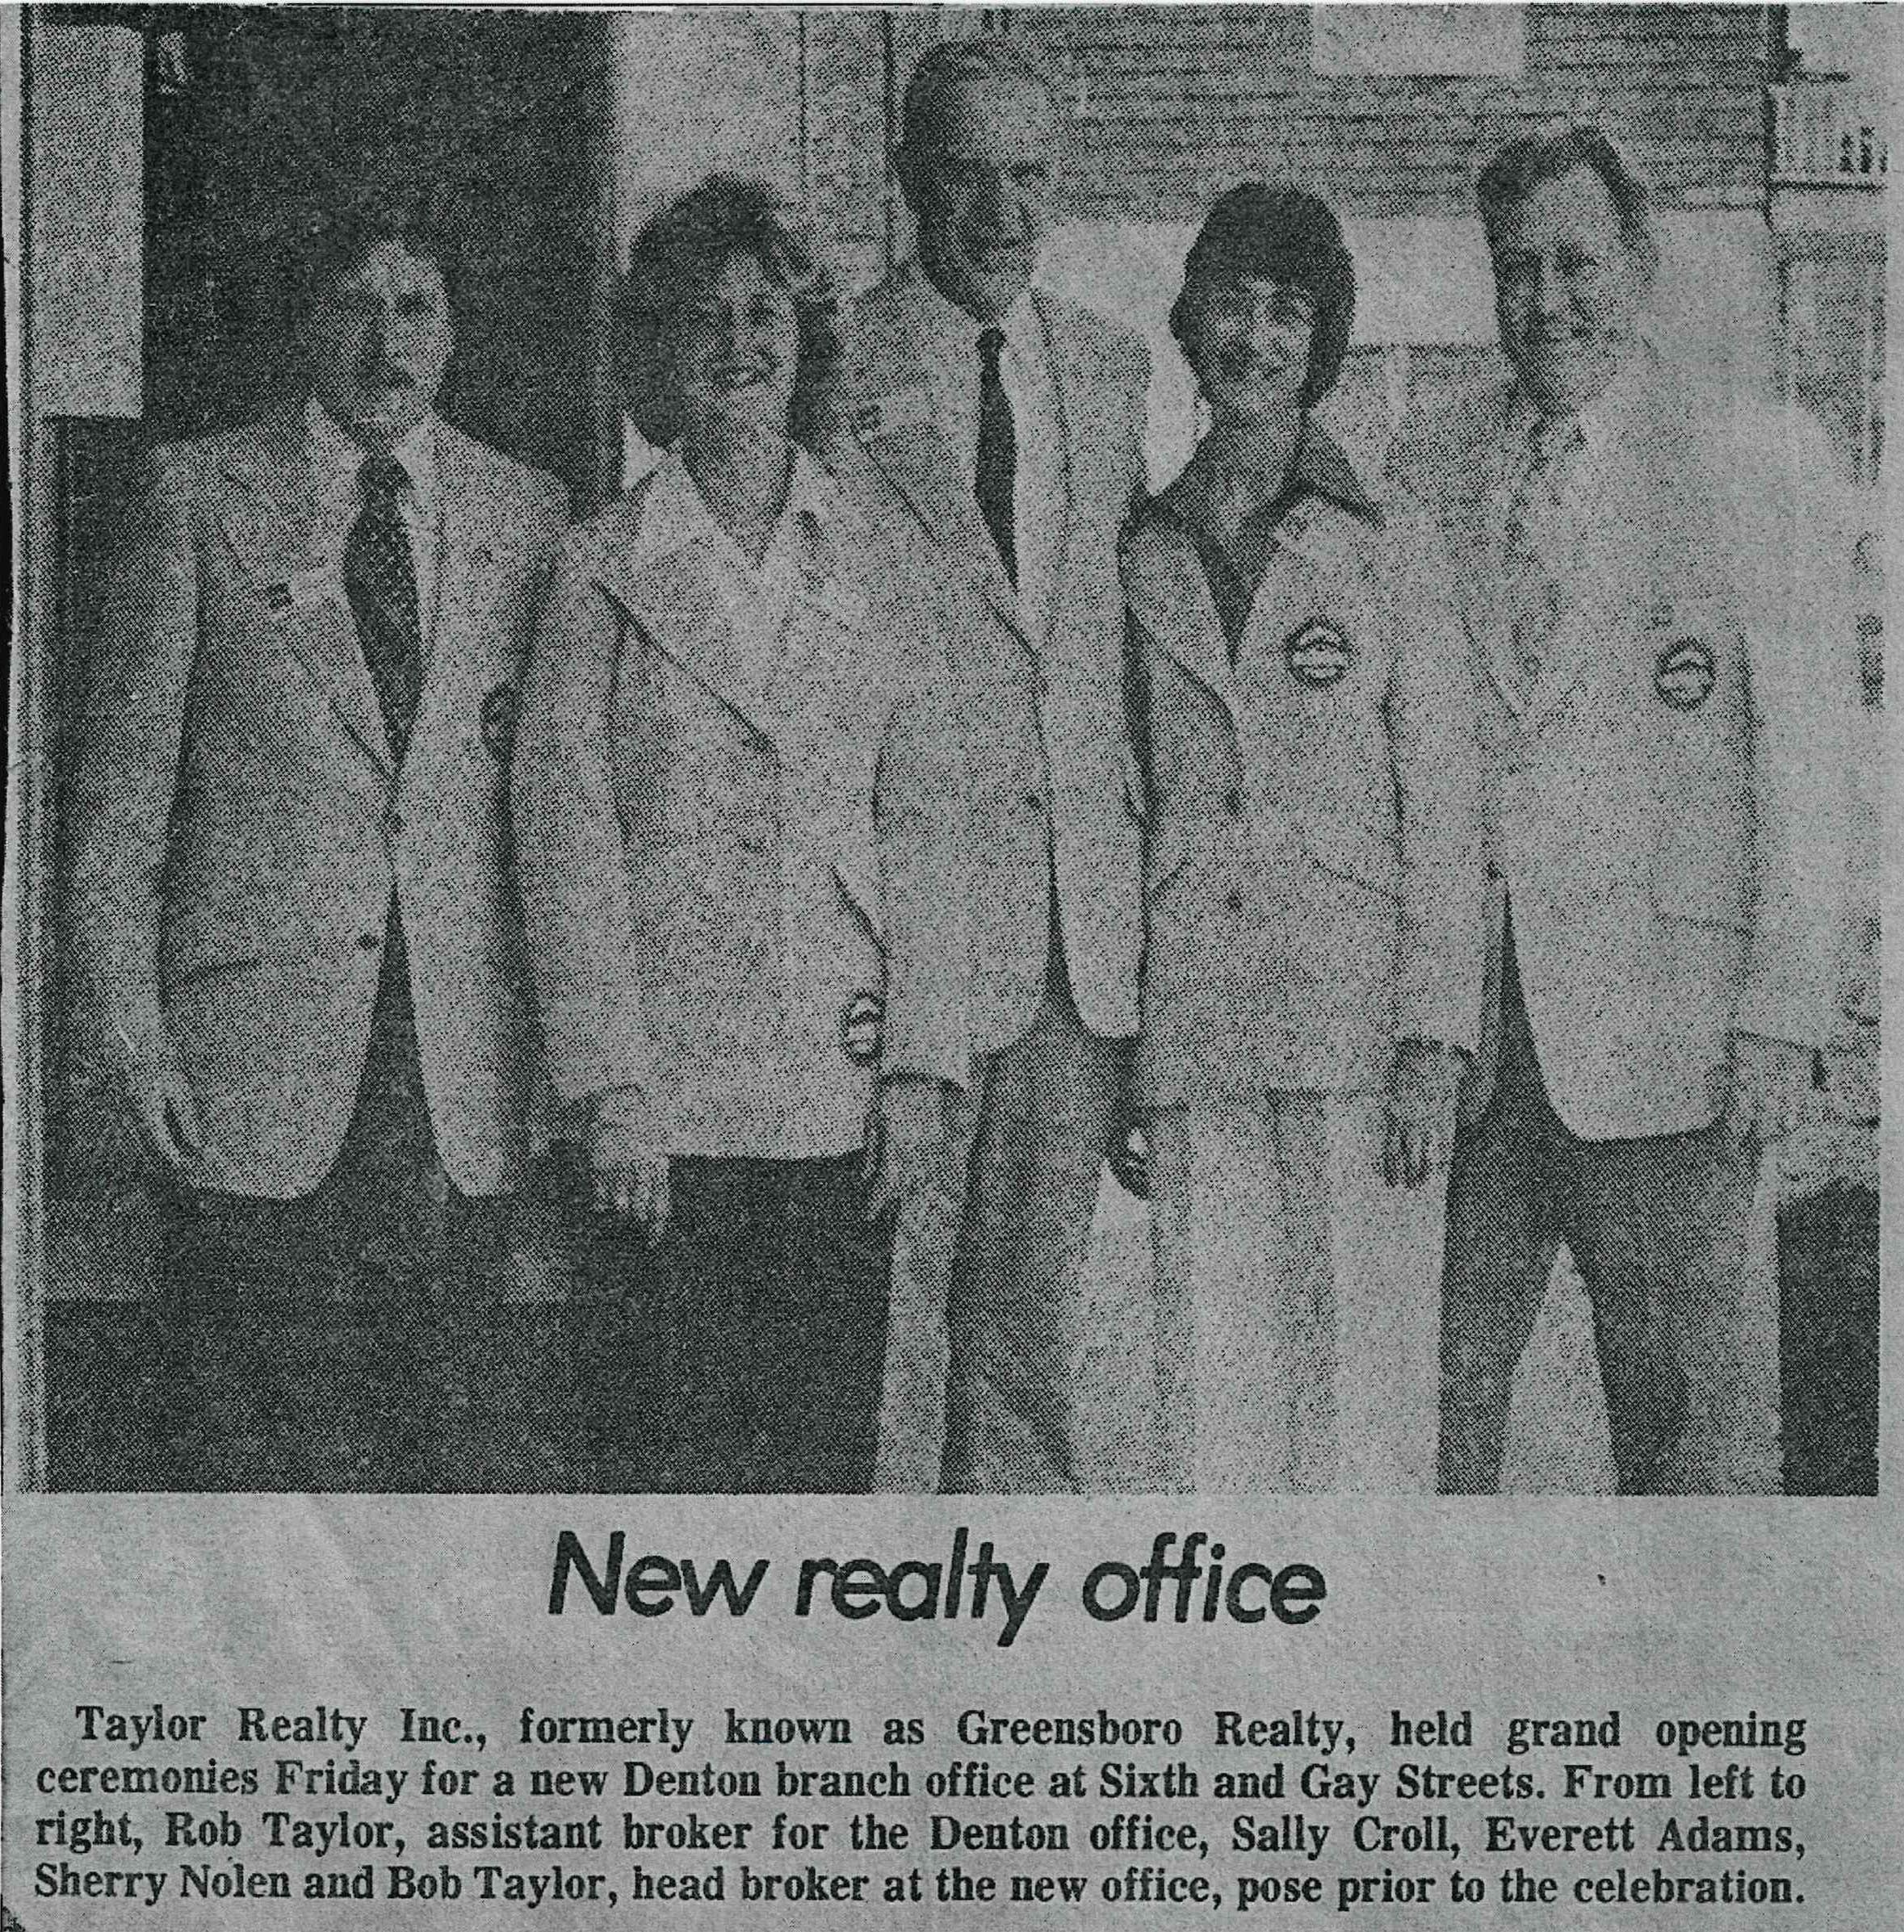 New realty office
Taylor Realty Inc., formerly known as Greensboro Realty, held grand opening
ceremonies Friday for a new Denton branch office at Sixth and Gay Streets. From left to
right, Rob Taylor, assistant broker for the Denton office, Sally Croll, Everett Adams,
Sherry Nolen and Bob Taylor, head broker at the new office, pose prior to the celebration.